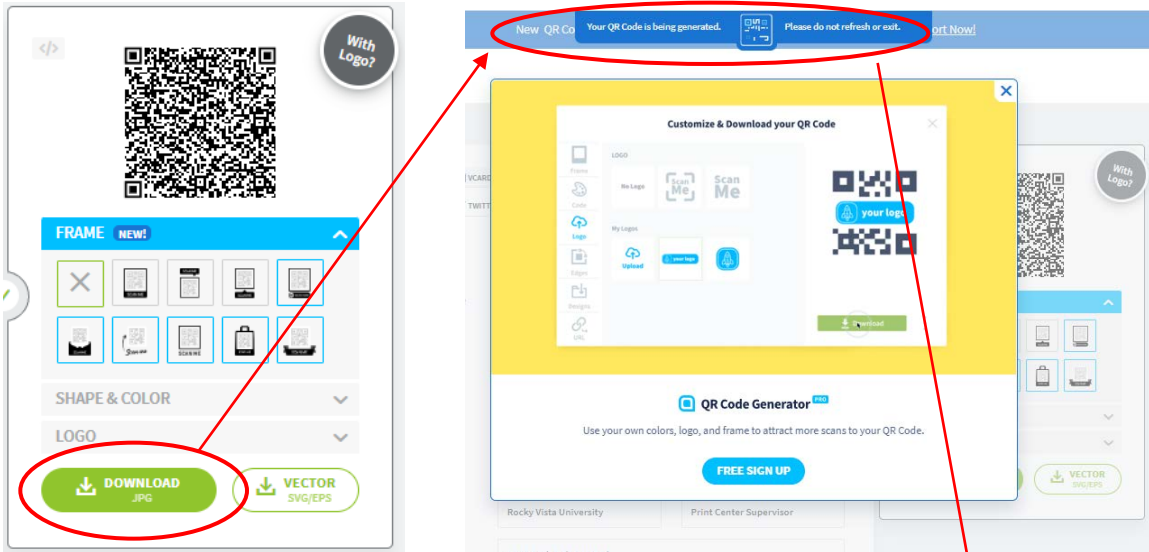 </>
With
Logo?
FRAME NEW!
SCAN ME
SHAPE & COLOR
LOGO
DOWNLOAD
JPG
VECTOR
SVG/EPS
New QR Co
Your QR Code is being generated.
Please do not refresh or exit.
ort Now!
Customize & Download your QR Code
Frame
Code
Logo
Edges
Designs
URL
LOGO
No Logo
Scan
Me
Scan
Me
My Logos
Upload
your logo
your logo
Download
QR Code Generator PRO
Use your own colors, logo, and frame to attract more scans to your QR Code.
FREE SIGN UP
VCARD
TWITT
With
Logo?
VECTOR
SVG/EPS
Rocky Vista University
Print Center Supervisor